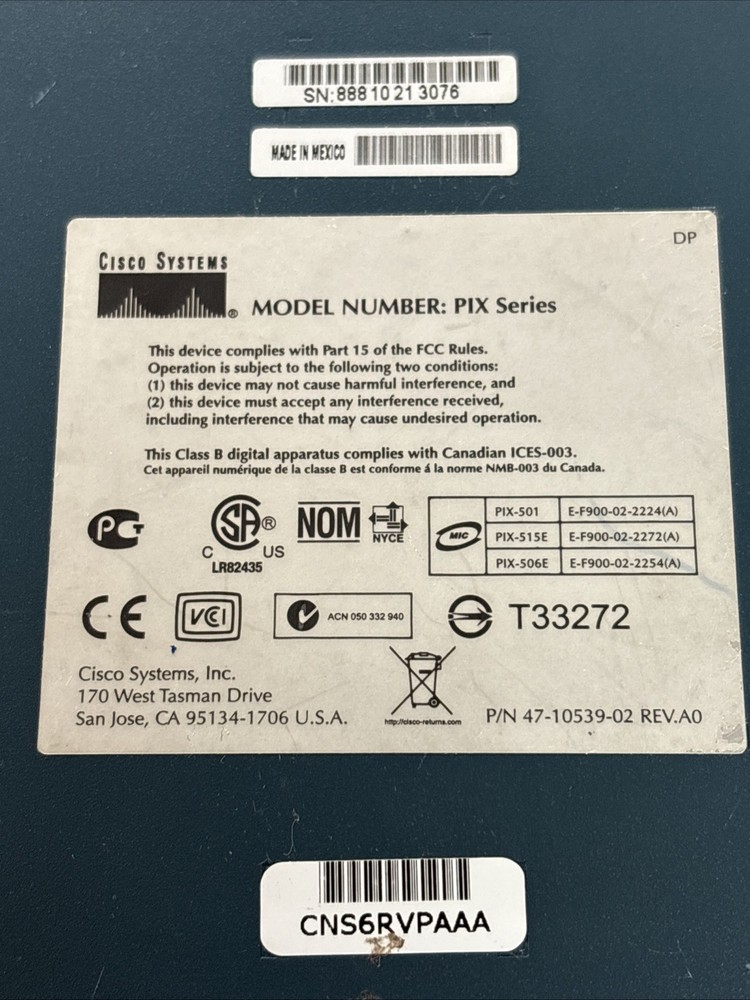 SN:888 10 21 3076
MADE IN MEXICO
DP
CISCO SYSTEMS
®
MODEL NUMBER: PIX Series
This device complies with Part 15 of the FCC Rules.
Operation is subject to the following two conditions:
(1) this device may not cause harmful interference, and
(2) this device must accept any interference received,
including interference that may cause undesired operation.
This Class B digital apparatus complies with Canadian ICES-003.
Cet appareil numérique de la classe B est conforme á la norme NMB-003 du Canada.
PCT
C SA ® US
LR82435
NOM
NYCE
MIC
PIX-501 E-F900-02-2224(A)
PIX-515E E-F900-02-2272(A)
PIX-506E E-F900-02-2254(A)
CE
VCI
ACN 050 332 940
T33272
Cisco Systems, Inc.
170 West Tasman Drive
San Jose, CA 95134-1706 U.S.A.
http://cisco-returns.com
P/N 47-10539-02 REV.A0
CNS6RVPAAA